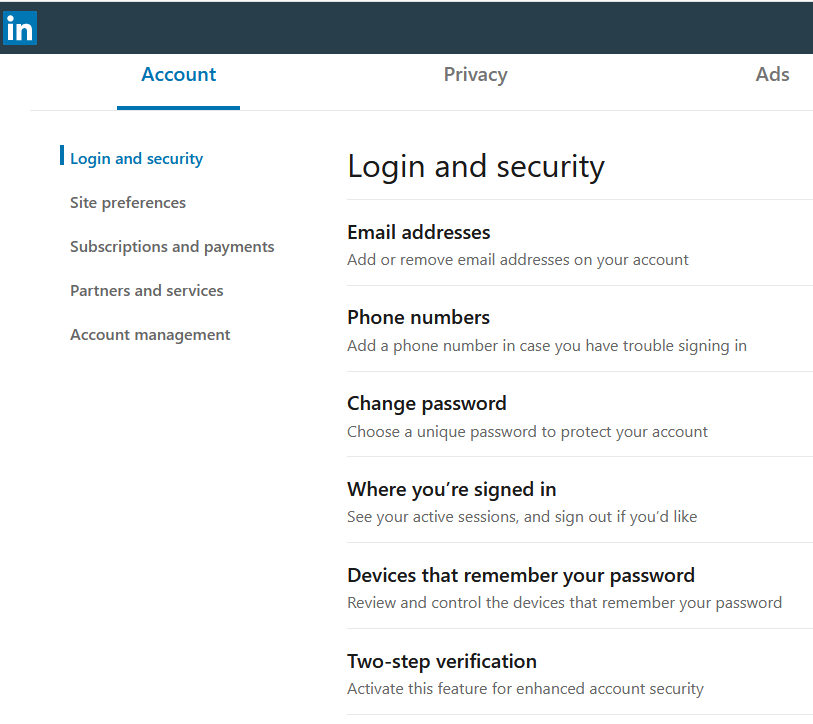 in
Account
Privacy
Ads
Login and security
Site preferences
Subscriptions and payments
Partners and services
Account management
Login and security
Email addresses
Add or remove email addresses on your account
Phone numbers
Add a phone number in case you have trouble signing in
Change password
Choose a unique password to protect your account
Where you’re signed in
See your active sessions, and sign out if you’d like
Devices that remember your password
Review and control the devices that remember your password
Two-step verification
Activate this feature for enhanced account security